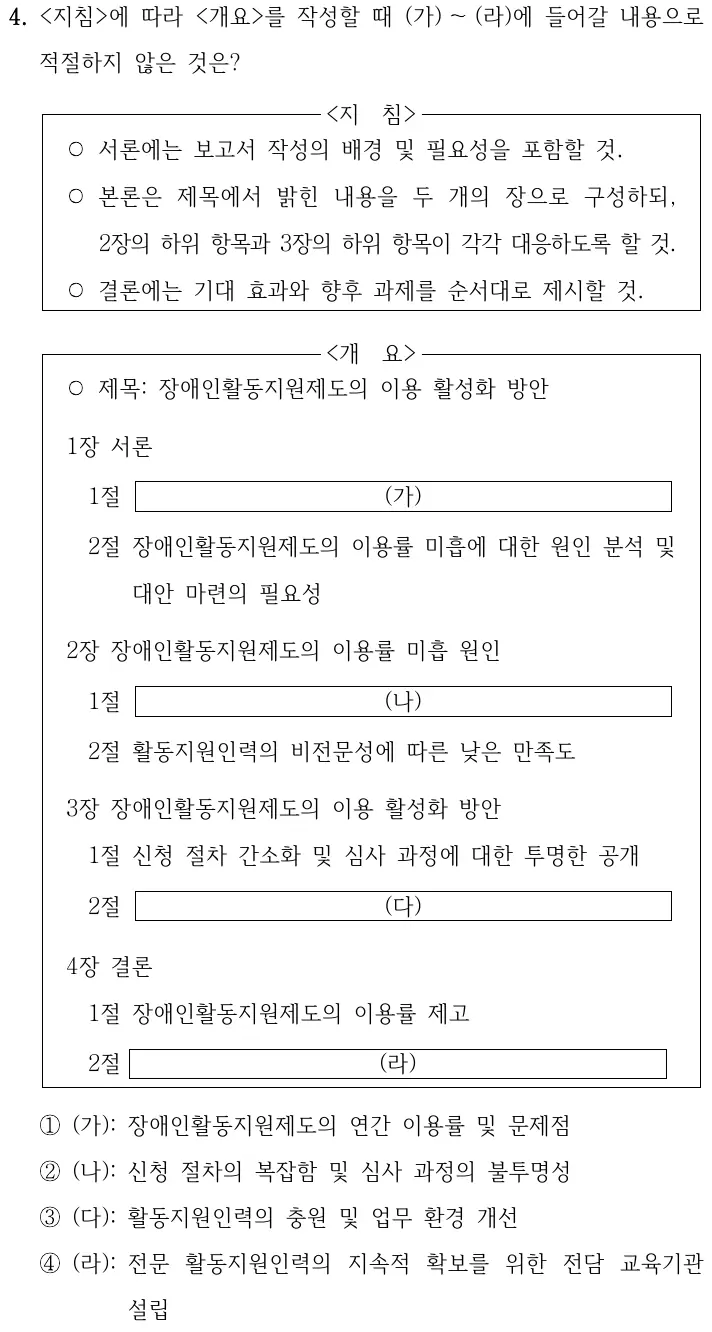 4. <지침>에 따라 <개요>를 작성할 때 (가) ~ (라)에 들어갈 내용으로
적절하지 않은 것은?
<지 침>
○ 서론에는 보고서 작성의 배경 및 필요성을 포함할 것.
○ 본론은 제목에서 밝힌 내용을 두 개의 장으로 구성하되,
2장의 하위 항목과 3장의 하위 항목이 각각 대응하도록 할 것.
○ 결론에는 기대 효과와 향후 과제를 순서대로 제시할 것.
<개 요>
○ 제목: 장애인활동지원제도의 이용 활성화 방안
1장 서론
1절 (가)
2절 장애인활동지원제도의 이용률 미흡에 대한 원인 분석 및
대안 마련의 필요성
2장 장애인활동지원제도의 이용률 미흡 원인
1절 (나)
2절 활동지원인력의 비전문성에 따른 낮은 만족도
3장 장애인활동지원제도의 이용 활성화 방안
1절 신청 절차 간소화 및 심사 과정에 대한 투명한 공개
2절 (다)
4장 결론
1절 장애인활동지원제도의 이용률 제고
2절 (라)
① (가): 장애인활동지원제도의 연간 이용률 및 문제점
② (나): 신청 절차의 복잡함 및 심사 과정의 불투명성
③ (다): 활동지원인력의 충원 및 업무 환경 개선
④ (라): 전문 활동지원인력의 지속적 확보를 위한 전담 교육기관
설립